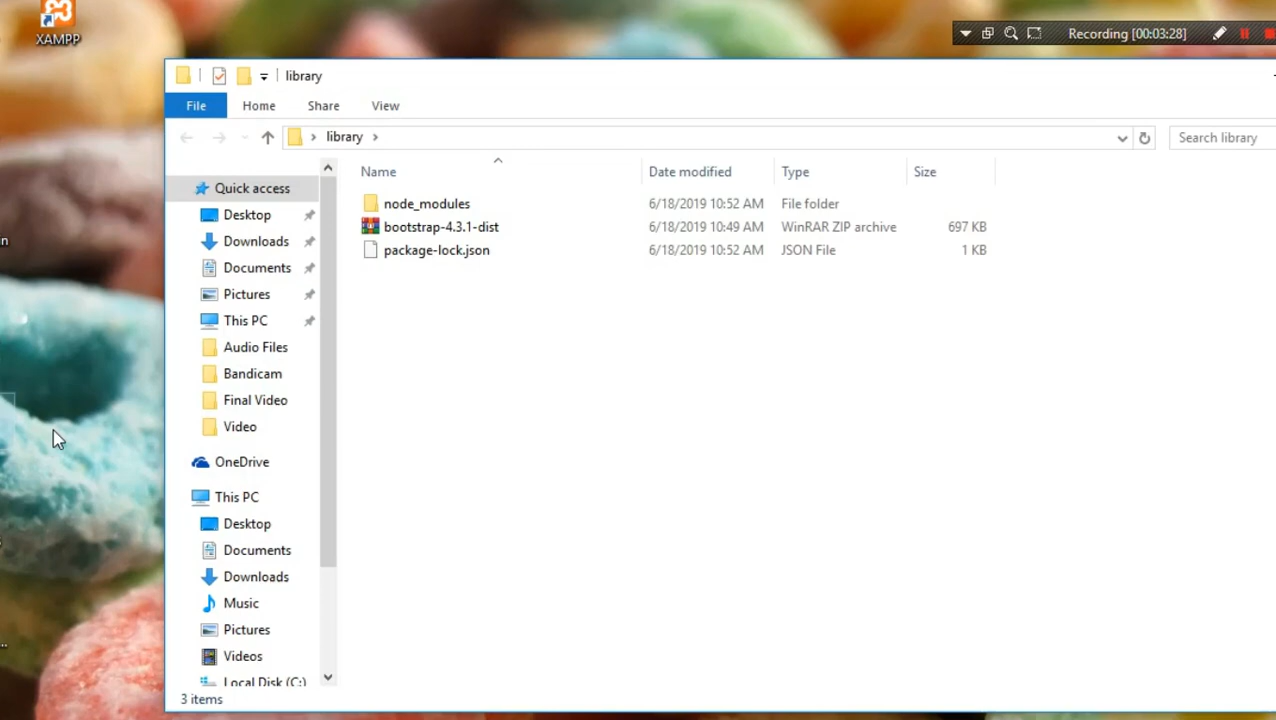 XAMPP
Recording [00:03:28]
library
File Home Share View
library
Search library
Name Date modified Type Size
node_modules 6/18/2019 10:52 AM File folder
bootstrap-4.3.1-dist 6/18/2019 10:49 AM WinRAR ZIP archive 697 KB
package-lock.json 6/18/2019 10:52 AM JSON File 1 KB
Quick access
Desktop
Downloads
Documents
Pictures
This PC
Audio Files
Bandicam
Final Video
Video
OneDrive
This PC
Desktop
Documents
Downloads
Music
Pictures
Videos
Local Disk (C:)
3 items